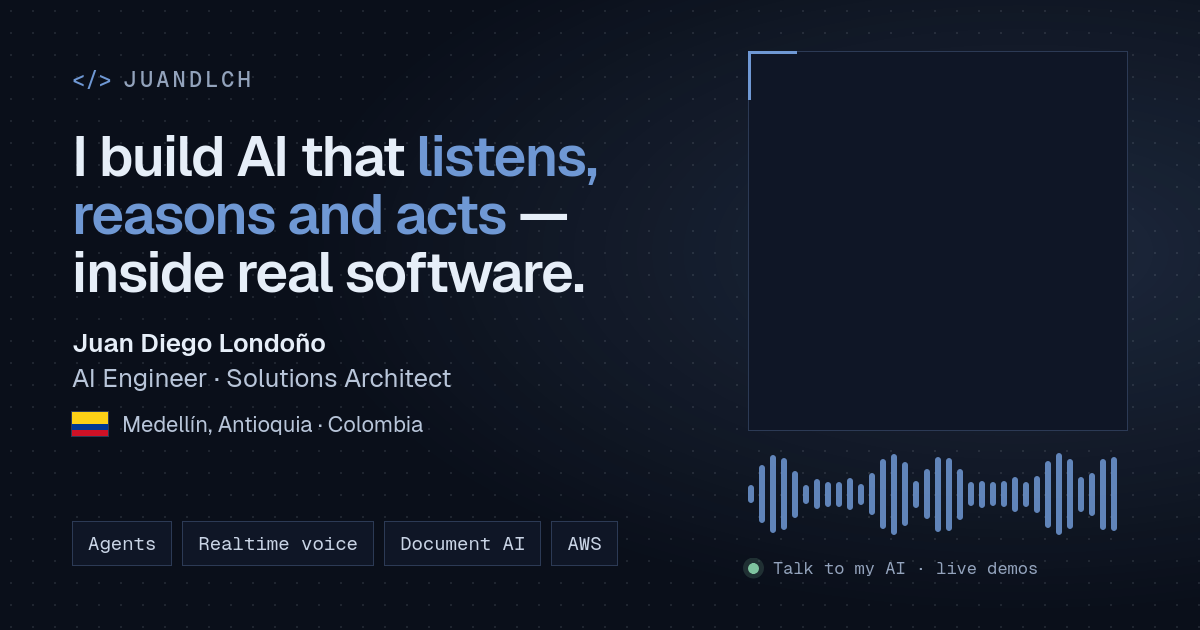 </> JUANDLCH
I build AI that listens,
reasons and acts —
inside real software.
Juan Diego Londoño
AI Engineer · Solutions Architect
Medellín, Antioquia · Colombia
Agents
Realtime voice
Document AI
AWS
Talk to my AI · live demos